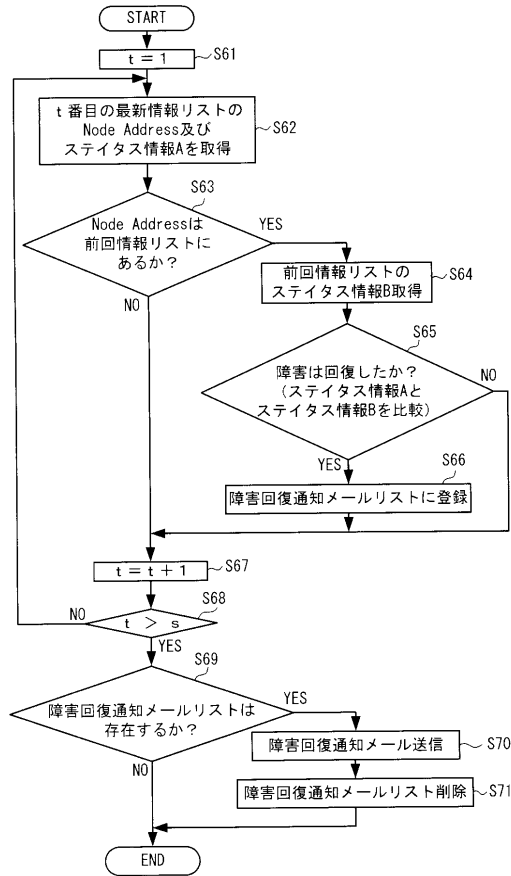 START
t = 1
S61
t 番目の最新情報リストの
Node Address及び
ステイタス情報Aを取得
S62
S63
Node Addressは
前回情報リストに
あるか?
YES
NO
前回情報リストの
ステイタス情報B取得
S64
S65
障害は回復したか?
(ステイタス情報Aと
ステイタス情報Bを比較)
NO
YES
S66
障害回復通知メールリストに登録
t = t + 1
S67
NO
S68
t > s
YES
S69
障害回復通知メールリストは
存在するか?
YES
NO
障害回復通知メール送信
S70
障害回復通知メールリスト削除
S71
END